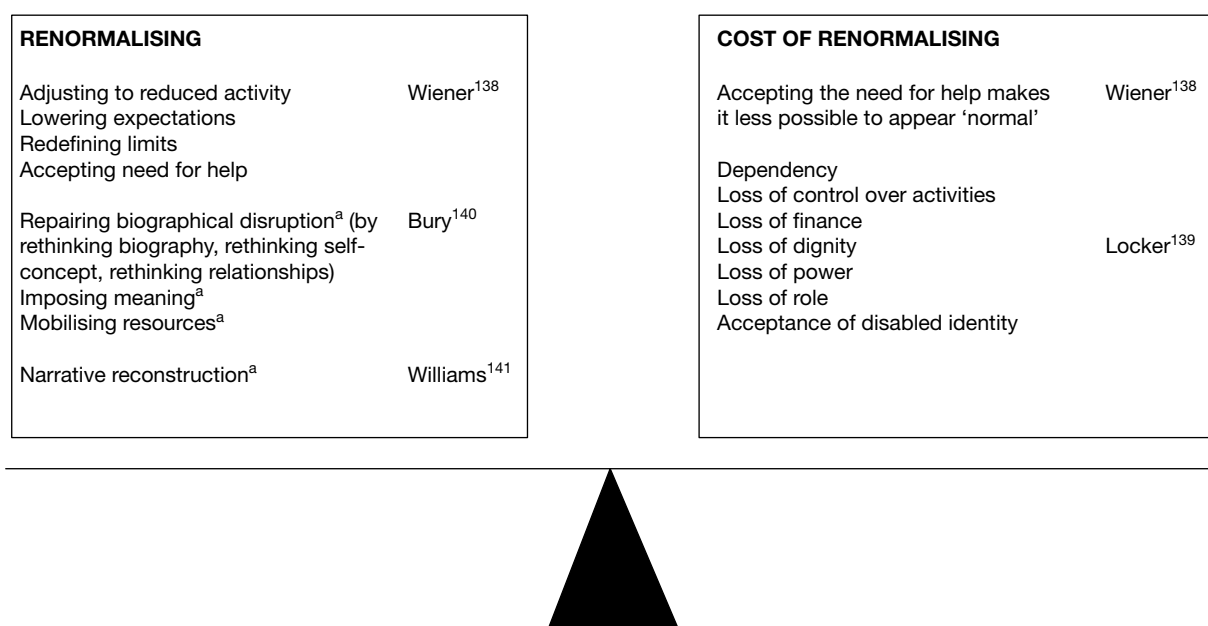 RENORMALISING
Adjusting to reduced activity Wiener138
Lowering expectations
Redefining limits
Accepting need for help
Repairing biographical disruptiona (by Bury140
rethinking biography, rethinking self-
concept, rethinking relationships)
Imposing meaninga
Mobilising resourcesa
Narrative reconstructiona Williams141
COST OF RENORMALISING
Accepting the need for help makes Wiener138
it less possible to appear ‘normal’
Dependency
Loss of control over activities
Loss of finance
Loss of dignity Locker139
Loss of power
Loss of role
Acceptance of disabled identity